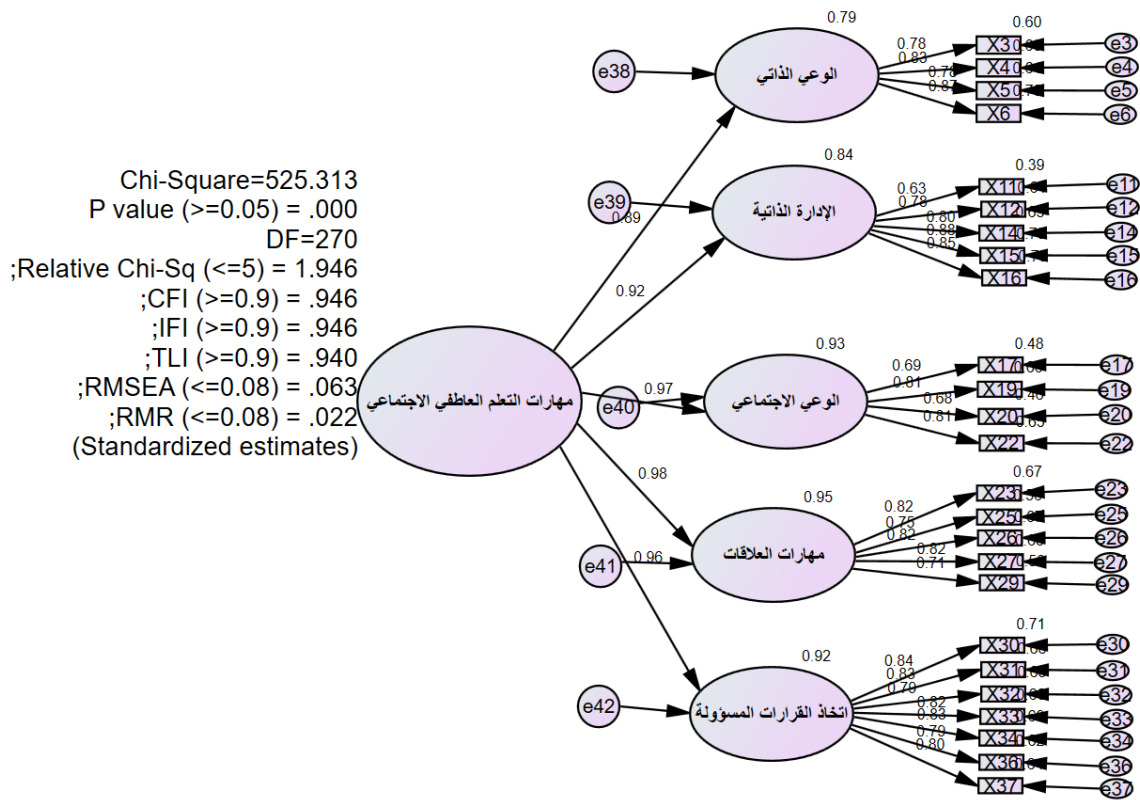 Chi-Square=525.313
P value (>=0.05) = .000
DF=270
;Relative Chi-Sq (<=5) = 1.946
;CFI (>=0.9) = .946
;IFI (>=0.9) = .946
;TLI (>=0.9) = .940
;RMSEA (<=0.08) = .063
;RMR (<=0.08) = .022
(Standardized estimates)
مهارات التعلم العاطفي الاجتماعي
0.89
0.92
0.97
0.98
0.96
e38
0.79
الوعي الذاتي
0.78
0.83
0.78
0.87
0.60
X3
e3
X4
e4
X5
e5
X6
e6
e39
0.84
الإدارة الذاتية
0.63
0.78
0.80
0.88
0.85
0.39
X11
e11
X12
e12
X14
e14
X15
e15
X16
e16
e40
0.93
الوعي الاجتماعي
0.69
0.81
0.68
0.81
0.48
X17
e17
X19
e19
X20
e20
X22
e22
e41
0.95
مهارات العلاقات
0.82
0.75
0.82
0.82
0.71
0.67
X23
e23
X25
e25
X26
e26
X27
e27
X29
e29
e42
0.92
اتخاذ القرارات المسؤولة
0.84
0.83
0.79
0.82
0.83
0.79
0.80
0.71
X30
e30
X31
e31
X32
e32
X33
e33
X34
e34
X36
e36
X37
e37